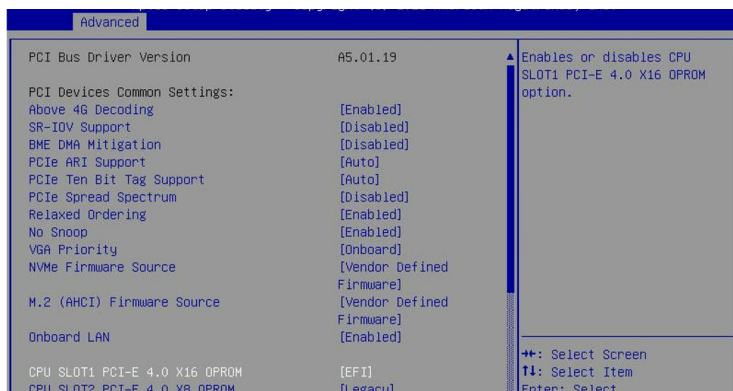 Advanced
PCI Bus Driver Version A5.01.19
Enables or disables CPU
SLOT1 PCI-E 4.0 X16 OPROM
option.
PCI Devices Common Settings:
Above 4G Decoding [Enabled]
SR-IOV Support [Disabled]
BME DMA Mitigation [Disabled]
PCIe ARI Support [Auto]
PCIe Ten Bit Tag Support [Auto]
PCIe Spread Spectrum [Disabled]
Relaxed Ordering [Enabled]
No Snoop [Enabled]
VGA Priority [Onboard]
NVMe Firmware Source [Vendor Defined
Firmware]
M.2 (AHCI) Firmware Source [Vendor Defined
Firmware]
Onboard LAN [Enabled]
CPU SLOT1 PCI-E 4.0 X16 OPROM [EFI]
CPU SLOT2 PCI-E 4.0 X8 OPROM [Legacy]
→←: Select Screen
↑↓: Select Item
Enter: Select